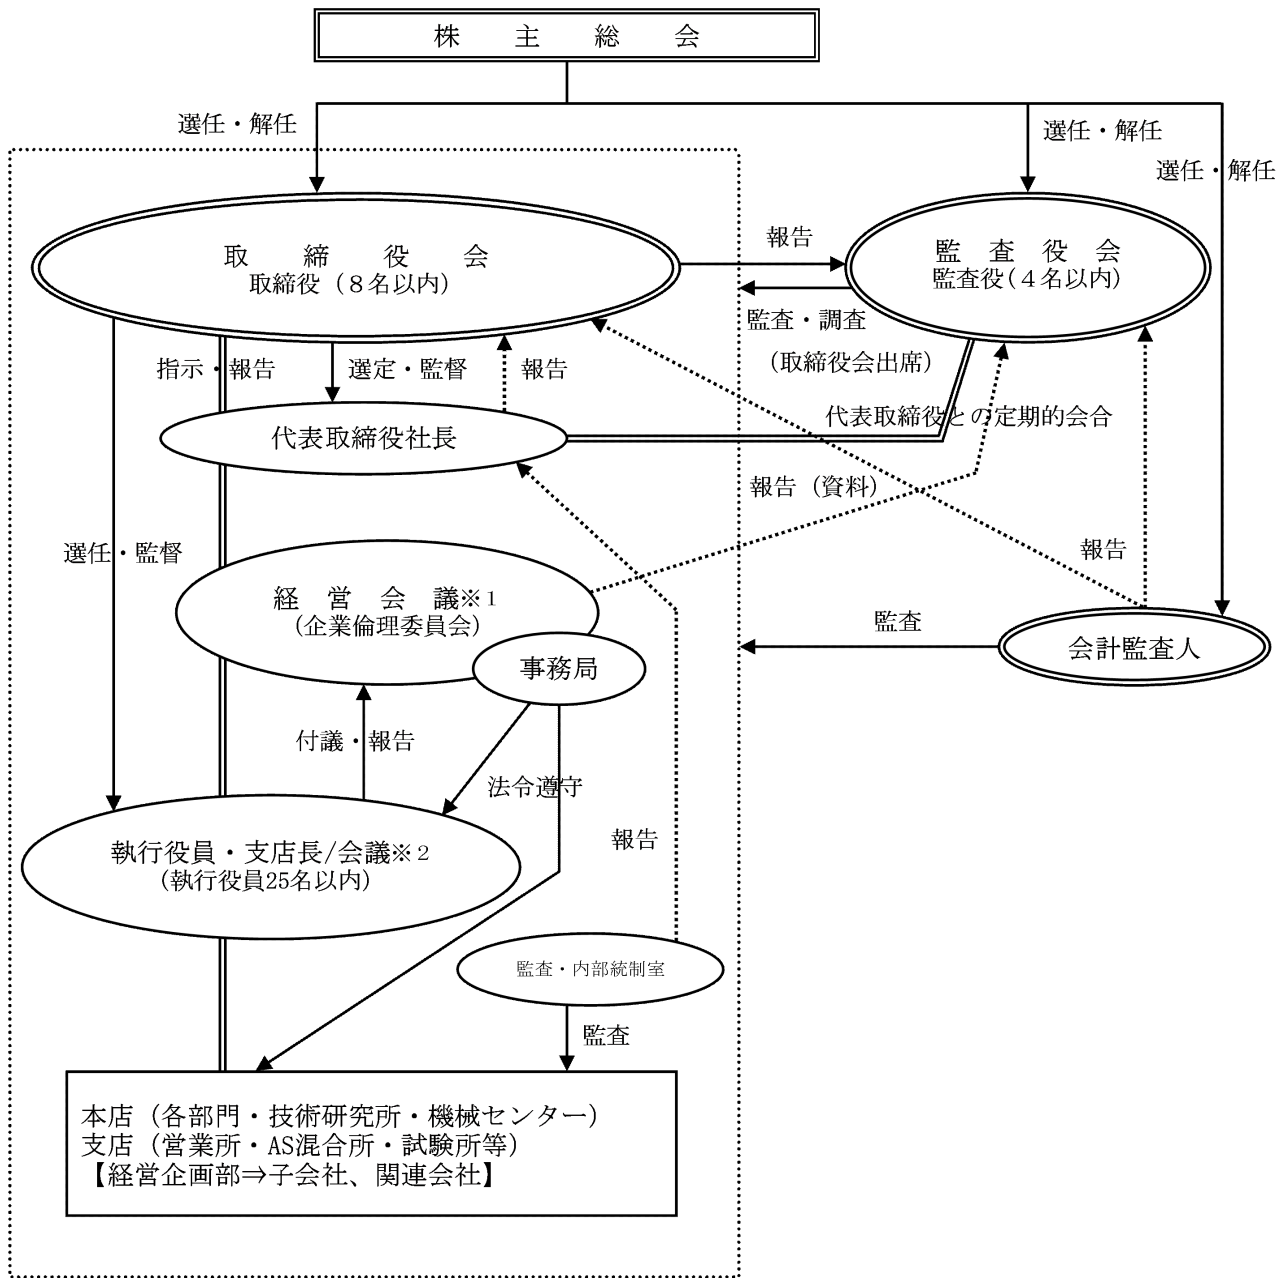 株　主　総　会
選任・解任
選任・解任
選任・解任
取　締　役　会
取締役（８名以内）
報告
監　査　役　会
監査役(４名以内)
監査・調査
(取締役会出席)
指示・報告
選定・監督
報告
代表取締役社長
代表取締役との定期的会合
報告（資料）
選任・監督
報告
経　営　会　議※１
(企業倫理委員会)
監査
会計監査人
事務局
付議・報告
法令遵守
報告
執行役員・支店長/会議※２
(執行役員25名以内)
監査・内部統制室
監査
本店（各部門・技術研究所・機械センター）
支店（営業所・AS混合所・試験所等）
【経営企画部⇒子会社、関連会社】